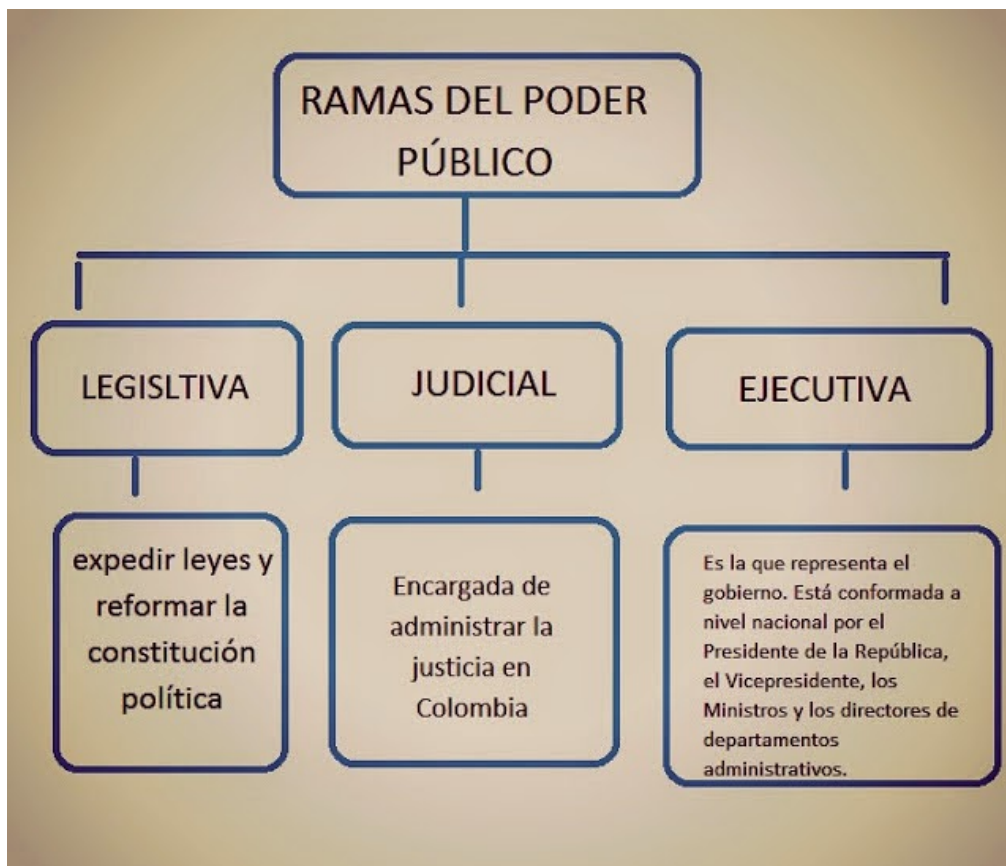 RAMAS DEL PODER
PÚBLICO
LEGISLTIVA
JUDICIAL
EJECUTIVA
expedir leyes y
reformar la
constitución
política
Encargada de
administrar la
justicia en
Colombia
Es la que representa el
gobierno. Está conformada a
nivel nacional por el
Presidente de la República,
el Vicepresidente, los
Ministros y los directores de
departamentos
administrativos.